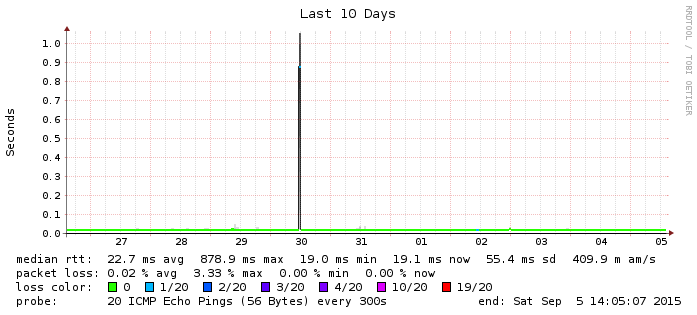 Last 10 Days
RRDTOOL / TOBI OETIKER
Seconds
1.0
0.9
0.8
0.7
0.6
0.5
0.4
0.3
0.2
0.1
0.0
27 28 29 30 31 01 02 03 04 05
median rtt: 22.7 ms avg 878.9 ms max 19.0 ms min 19.1 ms now 55.4 ms sd 409.9 m am/s
packet loss: 0.02 % avg 3.33 % max 0.00 % min 0.00 % now
loss color: 0 1/20 2/20 3/20 4/20 10/20 19/20
probe: 20 ICMP Echo Pings (56 Bytes) every 300s end: Sat Sep 5 14:05:07 2015